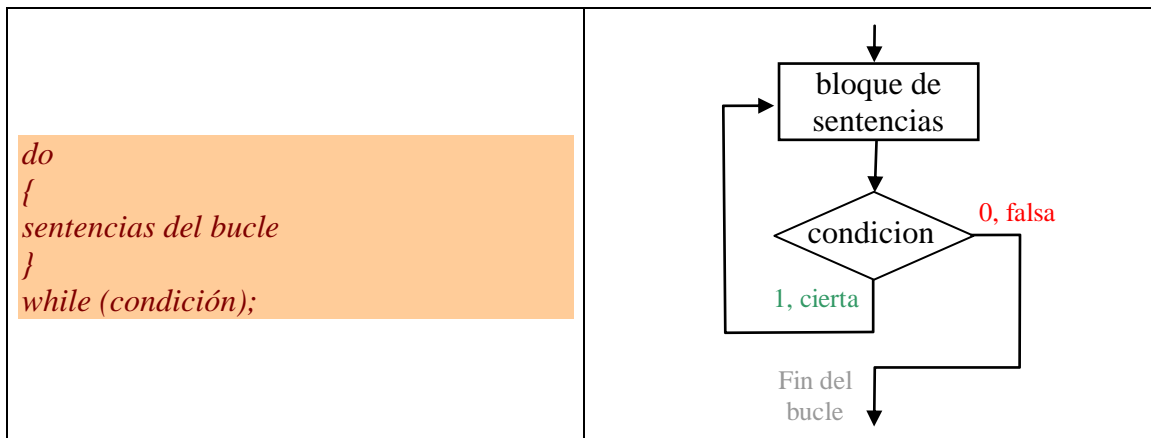 do
{
sentencias del bucle
}
while (condición);
bloque de
sentencias
condicion
0, falsa
1, cierta
Fin del
bucle